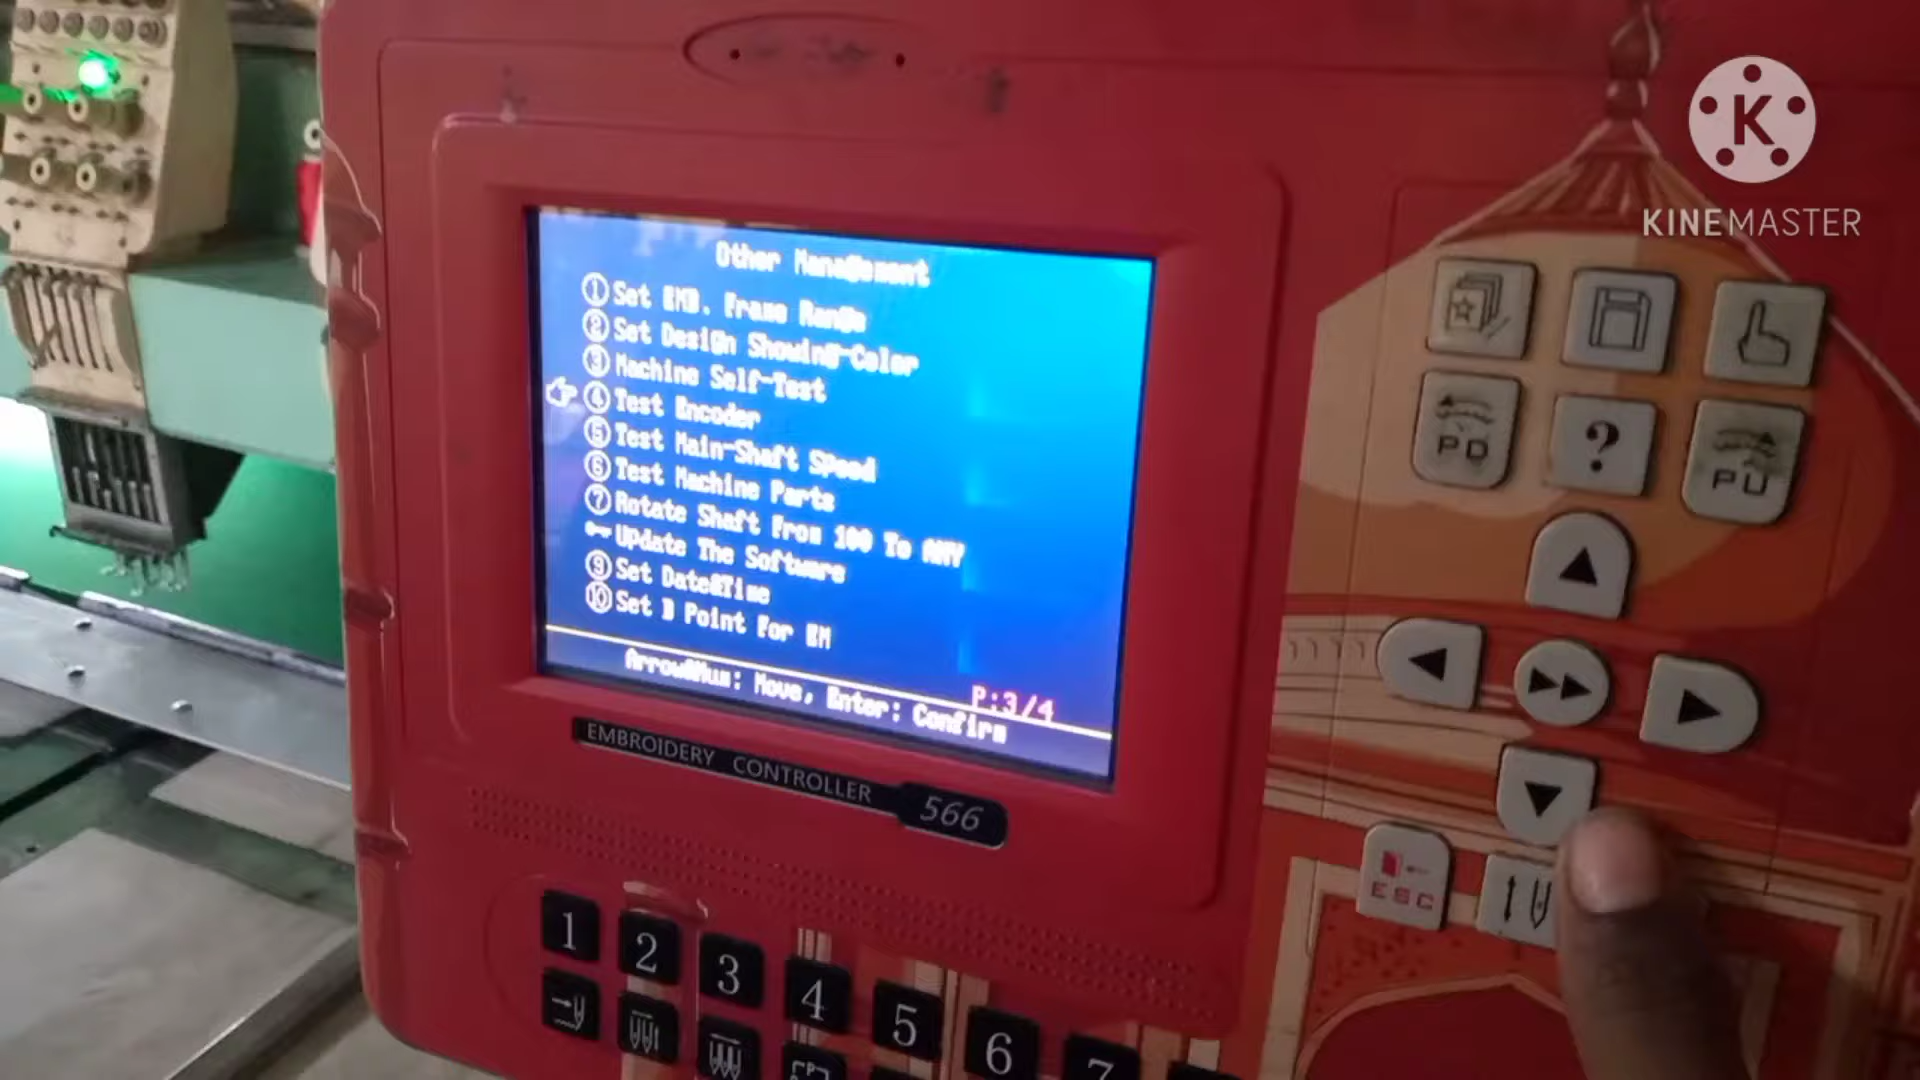 KINEMASTER
Other Management
① Set EMB. Frame Range
② Set Design Showing-Color
③ Machine Self-Test
④ Test Encoder
⑤ Test Main-Shaft Speed
⑥ Test Machine Parts
⑦ Rotate Shaft From 100 To ANY
Update The Software
⑨ Set Date&Time
⑩ Set D Point For EM
P:3/4
Arrow&Num: Move, Enter: Confirm
EMBROIDERY CONTROLLER 566
PD
?
PU
ESC
1
2
3
4
5
6
7